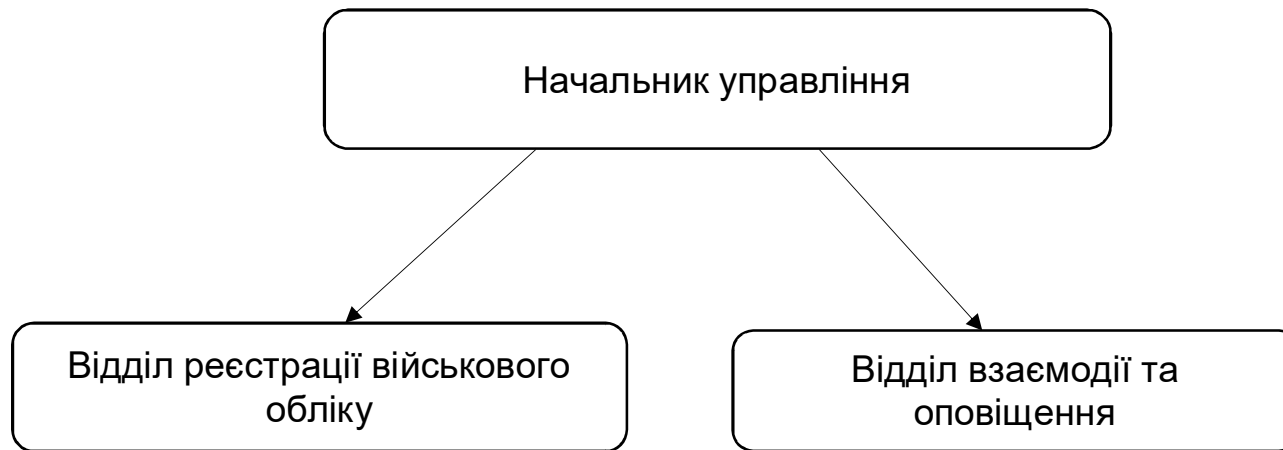 Начальник управління
Відділ реєстрації військового
обліку
Відділ взаємодії та
оповіщення